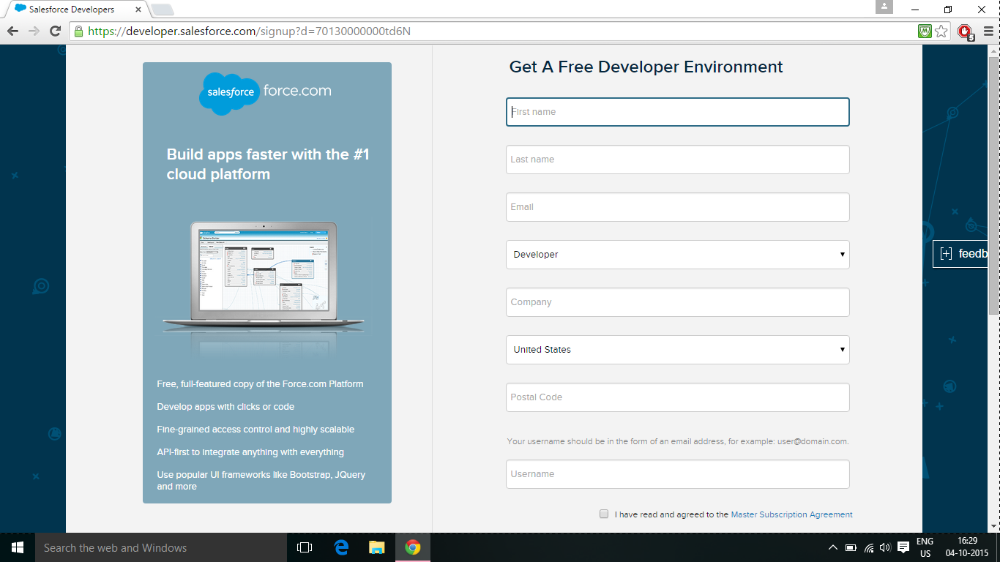 Salesforce Developers
https://developer.salesforce.com/signup?d=70130000000td6N
5
salesforce force.com
Build apps faster with the #1
cloud platform
Free, full-featured copy of the Force.com Platform
Develop apps with clicks or code
Fine-grained access control and highly scalable
API-first to integrate anything with everything
Use popular UI frameworks like Bootstrap, JQuery
and more
Get A Free Developer Environment
First name
Last name
Email
Developer
Company
United States
Postal Code
Your username should be in the form of an email address, for example: user@domain.com.
Username
I have read and agreed to the Master Subscription Agreement
[+] feedb
Search the web and Windows
ENG
US
16:29
04-10-2015